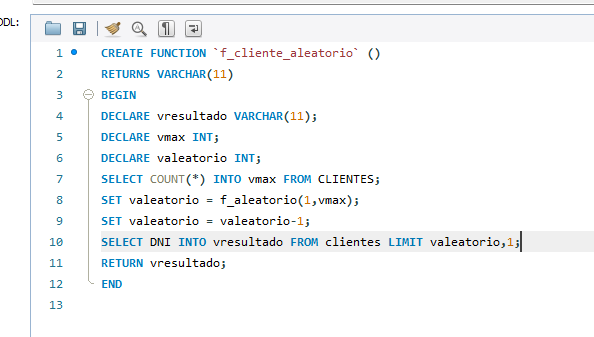 DDL:
1 CREATE FUNCTION `f_cliente_aleatorio` ()
2 RETURNS VARCHAR(11)
3 BEGIN
4 DECLARE vresultado VARCHAR(11);
5 DECLARE vmax INT;
6 DECLARE valeatorio INT;
7 SELECT COUNT(*) INTO vmax FROM CLIENTES;
8 SET valeatorio = f_aleatorio(1,vmax);
9 SET valeatorio = valeatorio-1;
10 SELECT DNI INTO vresultado FROM clientes LIMIT valeatorio,1;
11 RETURN vresultado;
12 END
13